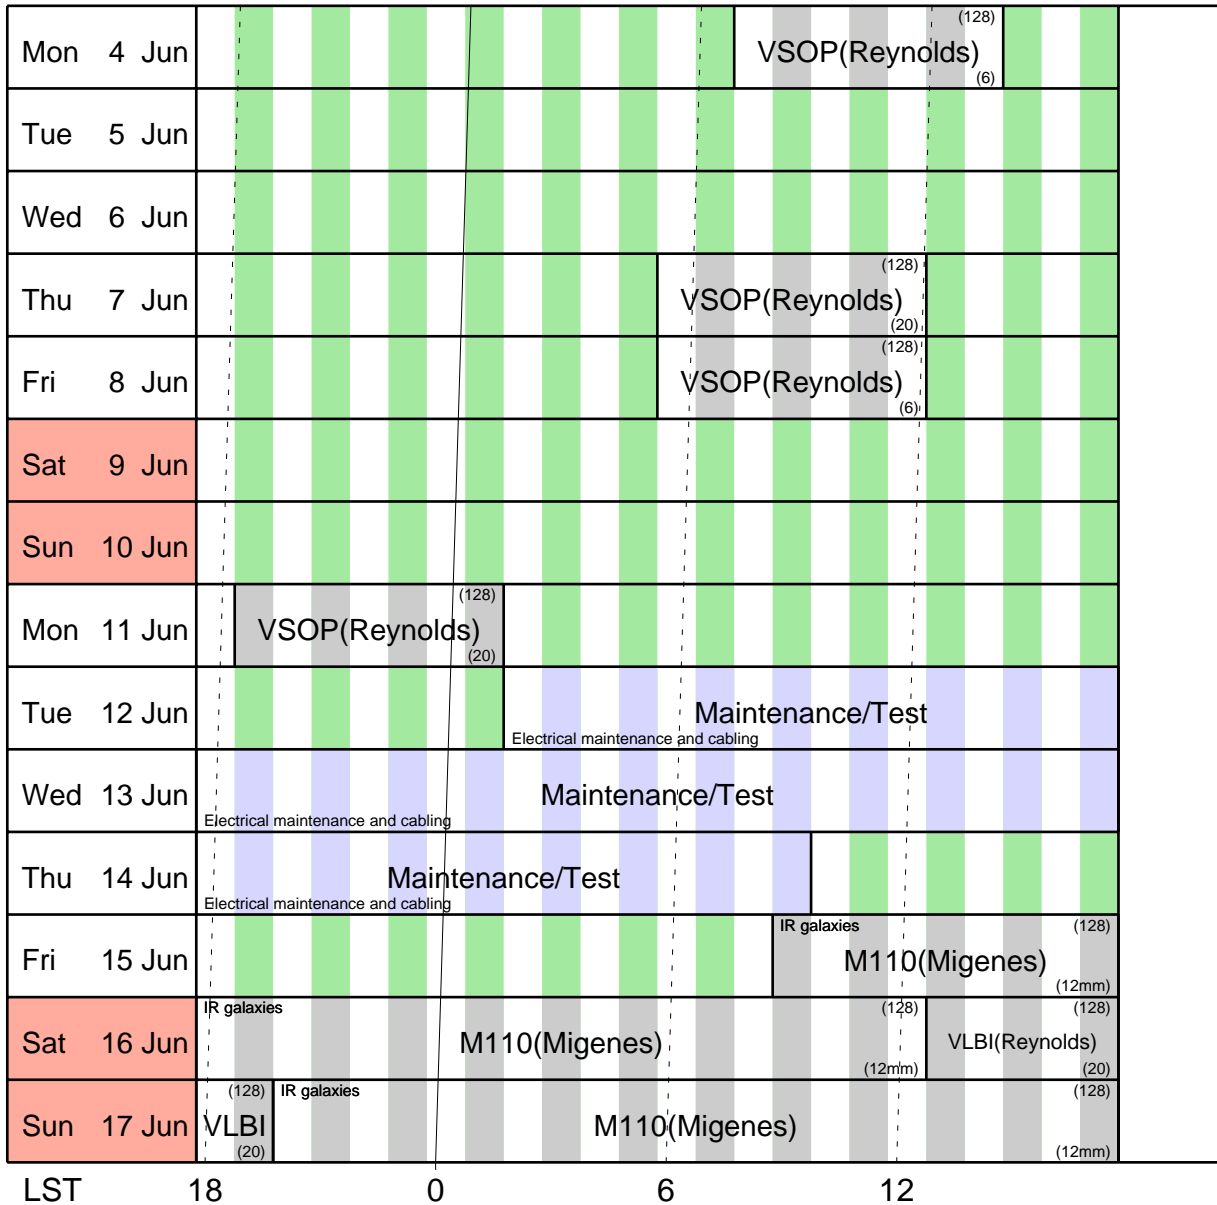 (128)
Mon 4 Jun VSOP(Reynolds)
(6)
Tue 5 Jun
Wed 6 Jun
(128)
Thu 7 Jun VSOP(Reynolds)
(20)
(128)
Fri 8 Jun VSOP(Reynolds)
(6)
Sat 9 Jun
Sun 10 Jun
(128)
Mon 11 Jun VSOP(Reynolds)
(20)
Tue 12 Jun Maintenance/Test
Electrical maintenance and cabling
Wed 13 Jun Maintenance/Test
Electrical maintenance and cabling
Thu 14 Jun Maintenance/Test
Electrical maintenance and cabling
IR galaxies (128)
Fri 15 Jun M110(Migenes)
(12mm)
IR galaxies (128) (128)
Sat 16 Jun M110(Migenes) VLBI(Reynolds)
(12mm) (20)
(128) IR galaxies (128)
Sun 17 Jun VLBI M110(Migenes)
(20) (12mm)
LST 18 0 6 12